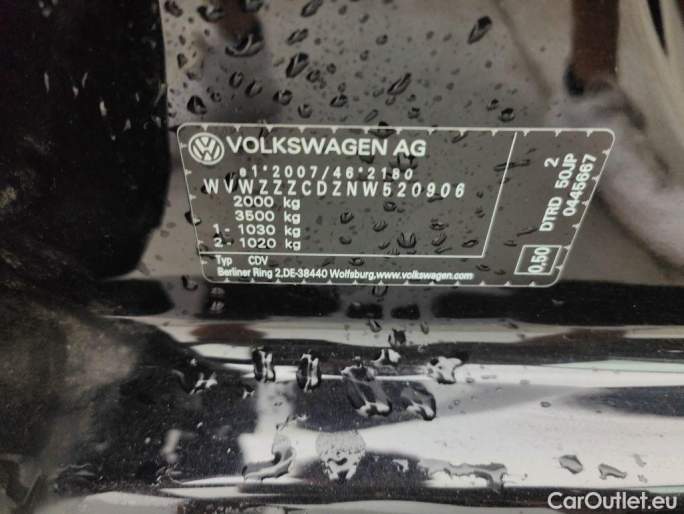 VOLKSWAGEN AG
e1*2007/46*2180
WVWZZZCDZNW520906
2000 kg
3500 kg
1- 1030 kg
2- 1020 kg
Typ CDV
Berliner Ring 2,DE-38440 Wolfsburg,www.volkswagen.com
0,50
DTRD 50JP 2
0445667
CarOutlet.eu